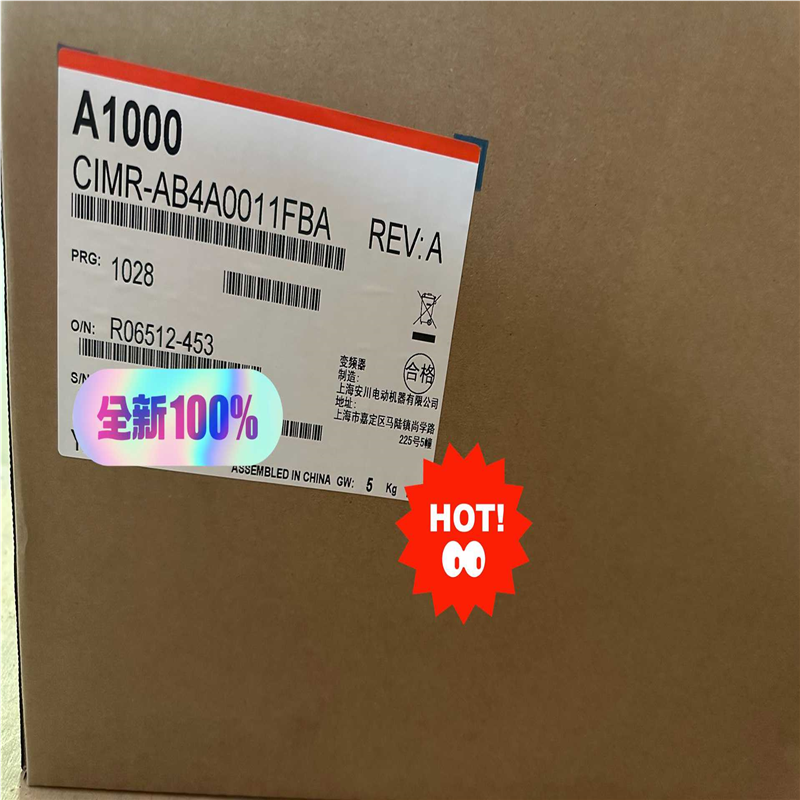 A1000
CIMR-AB4A0011FBA
REV: A
PRG: 1028
O/N: R06512-453
S/N
全新100%
变频器
制造:
上海安川电动机器有限公司
地址:
上海市嘉定区马陆镇尚学路
225号5幢
合格
ASSEMBLED IN CHINA GW: 5 Kg
HOT!